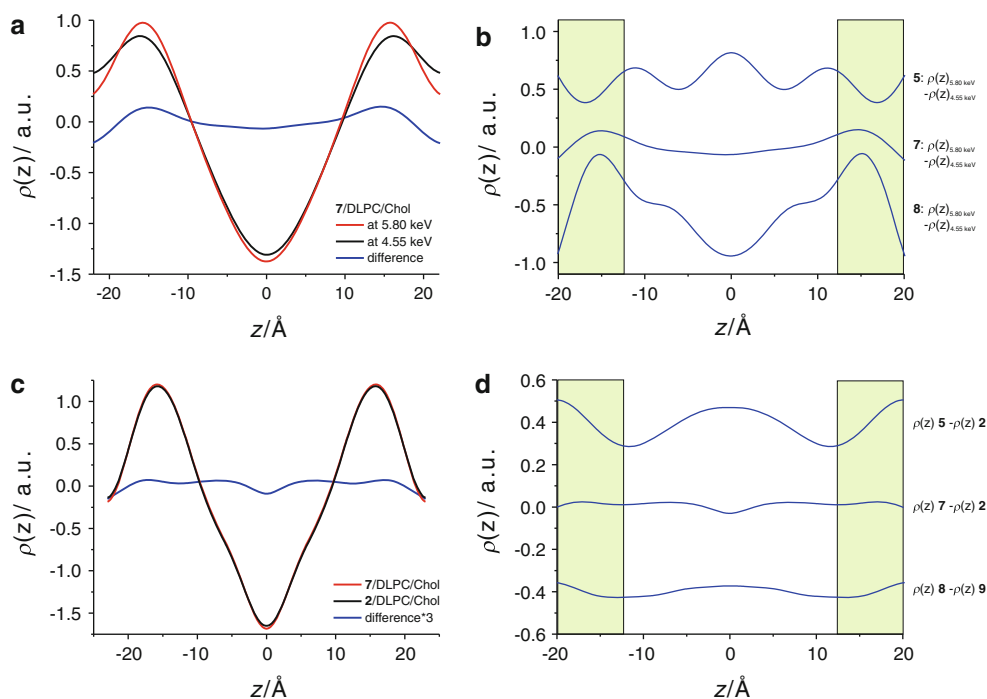 a
1.0
0.5
0.0
-0.5
-1.0
-1.5
ρ(z)/ a.u.
7/DLPC/Chol
at 5.80 keV
at 4.55 keV
difference
-20 -10 0 10 20
z/Å
b
1.0
0.5
0.0
-0.5
-1.0
ρ(z)/ a.u.
5: ρ(z)5.80 keV
-ρ(z)4.55 keV
7: ρ(z)5.80 keV
-ρ(z)4.55 keV
8: ρ(z)5.80 keV
-ρ(z)4.55 keV
-20 -10 0 10 20
z/Å
c
1.0
0.5
0.0
-0.5
-1.0
-1.5
ρ(z)/ a.u.
7/DLPC/Chol
2/DLPC/Chol
difference*3
-20 -10 0 10 20
z/Å
d
0.6
0.4
0.2
0.0
-0.2
-0.4
-0.6
ρ(z)/ a.u.
ρ(z) 5 -ρ(z) 2
ρ(z) 7 -ρ(z) 2
ρ(z) 8 -ρ(z) 9
-20 -10 0 10 20
z/Å